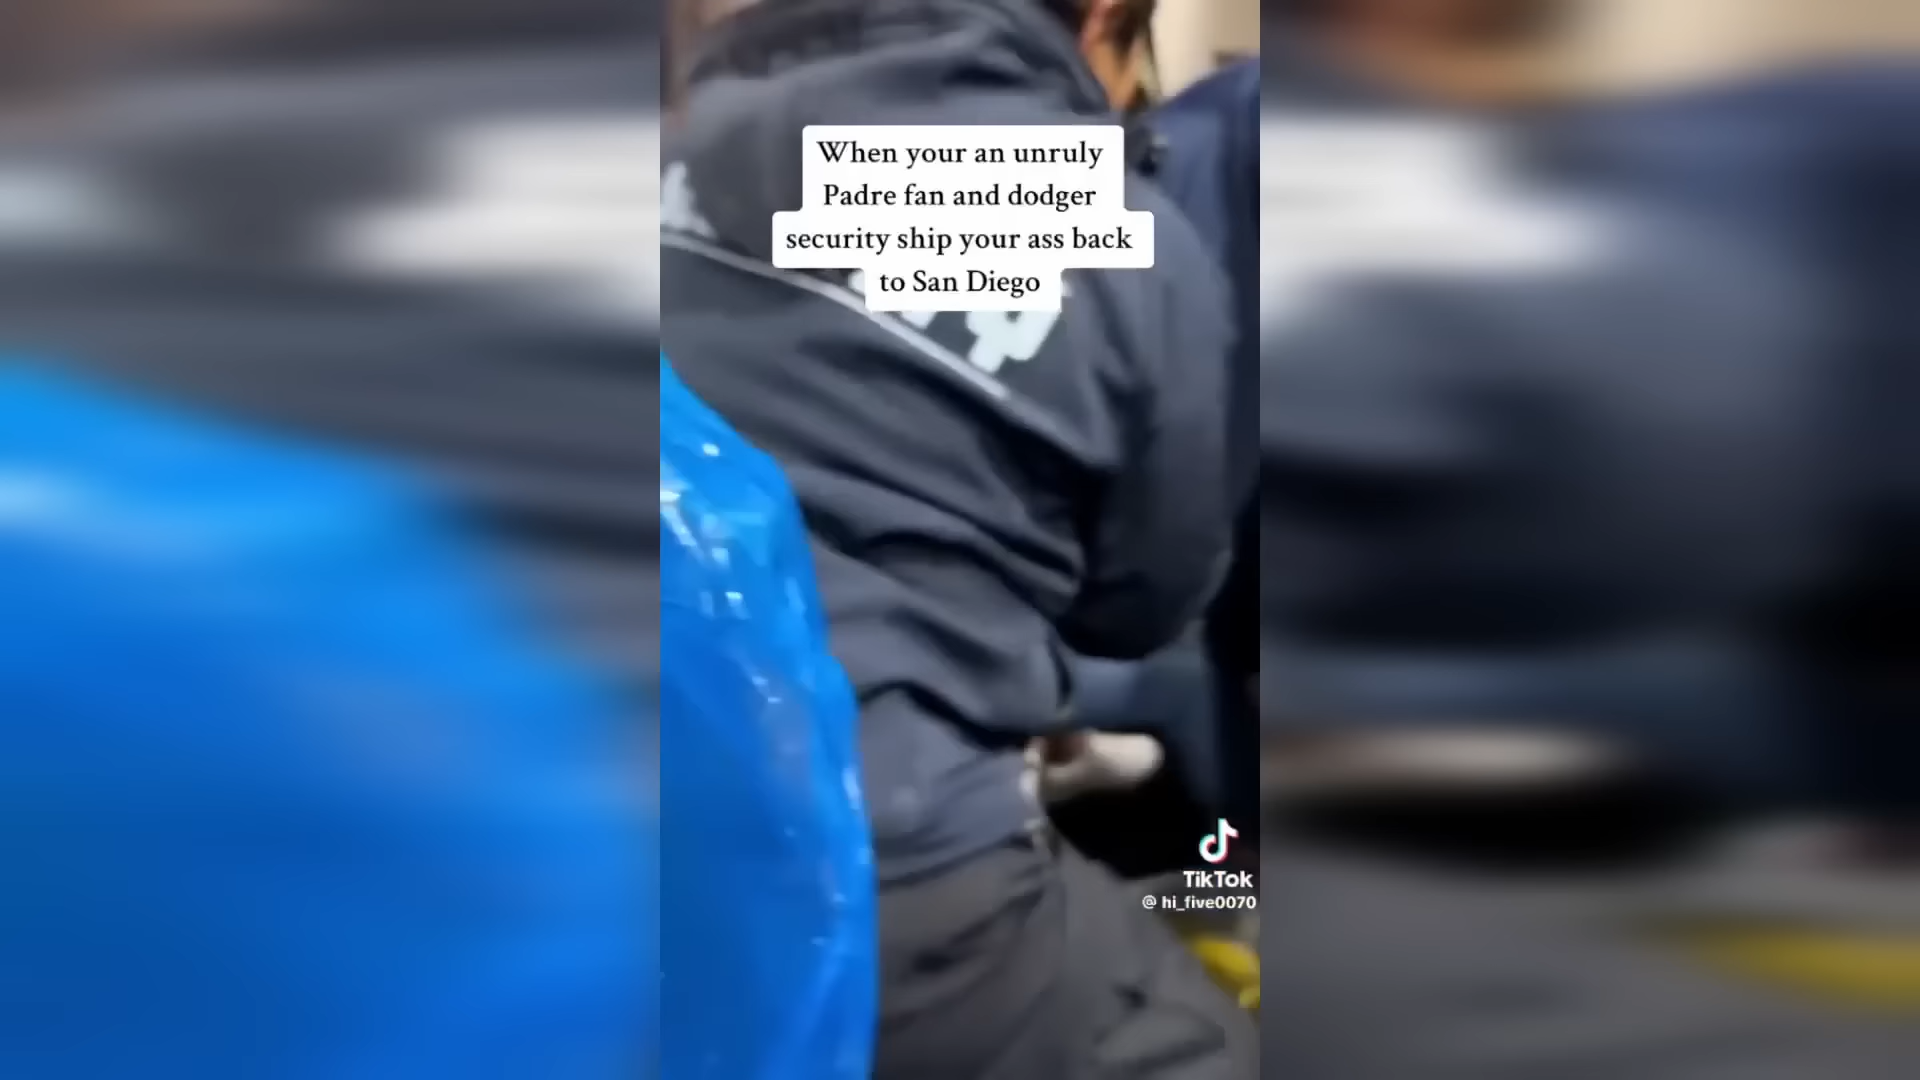 When your an unruly
Padre fan and dodger
security ship your ass back
to San Diego
TikTok
@ hi_five0070